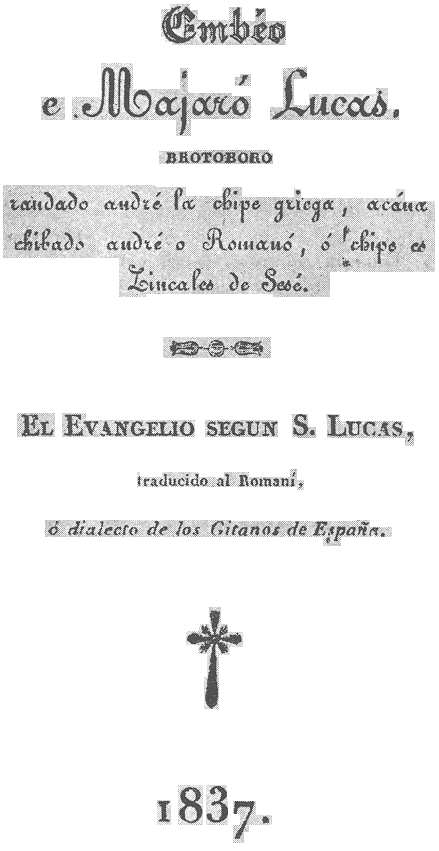 Embéo
e Majaró Lucas.
BROTOBORO
randado andré la chipe griega, acána
chibado andré o Romanó, ó chipe es
Zincales de Sesé.
EL EVANGELIO SEGUN S. LUCAS,
traducido al Romaní,
ó dialecto de los Gitanos de España.
1837.